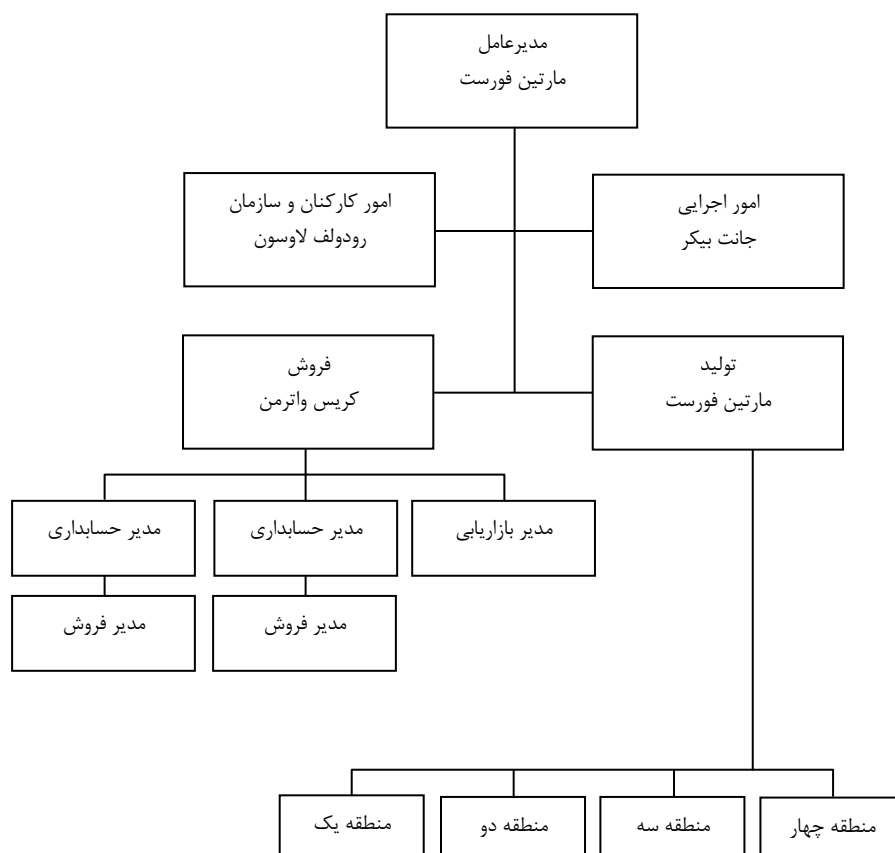 مدیرعامل
مارتین فورست
امور اجرایی
جانت بیکر
امور کارکنان و سازمان
رودولف لاوسون
تولید
مارتین فورست
فروش
کریس واترمن
مدیر بازاریابی
مدیر حسابداری
مدیر حسابداری
مدیر فروش
مدیر فروش
منطقه چهار
منطقه سه
منطقه دو
منطقه یک